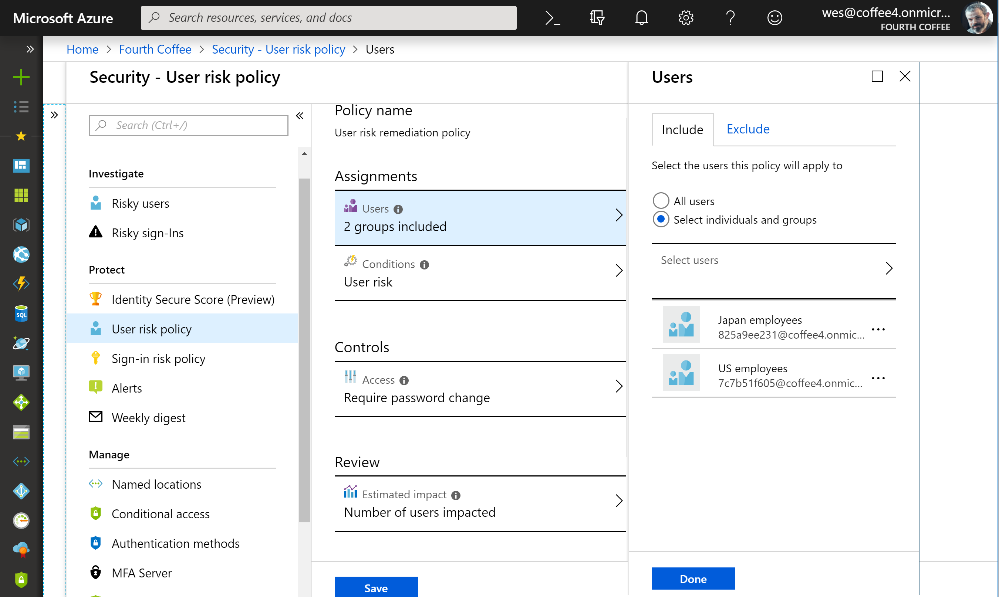 Microsoft Azure
Search resources, services, and docs
wes@coffee4.onmicr...
FOURTH COFFEE
Home > Fourth Coffee > Security - User risk policy > Users
Security - User risk policy
Search (Ctrl+/)
Investigate
Risky users
Risky sign-Ins
Protect
Identity Secure Score (Preview)
User risk policy
Sign-in risk policy
Alerts
Weekly digest
Manage
Named locations
Conditional access
Authentication methods
MFA Server
SQL
Policy name
User risk remediation policy
Assignments
Users
2 groups included
Conditions
User risk
Controls
Access
Require password change
Review
Estimated impact
Number of users impacted
Save
Users
Include
Exclude
Select the users this policy will apply to
All users
Select individuals and groups
Select users
Japan employees
825a9ee231@coffee4.onmic...
US employees
7c7b51f605@coffee4.onmic...
Done